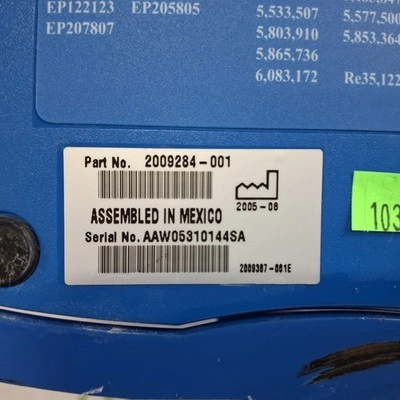 EP122123 EP205805
EP207807
5,533,507
5,803,910
5,865,736
6,083,172
5,577,500
5,853,364
Re35,122
Part No. 2009284-001
2005-08
ASSEMBLED IN MEXICO
Serial No. AAW05310144SA
2009387-001E
103